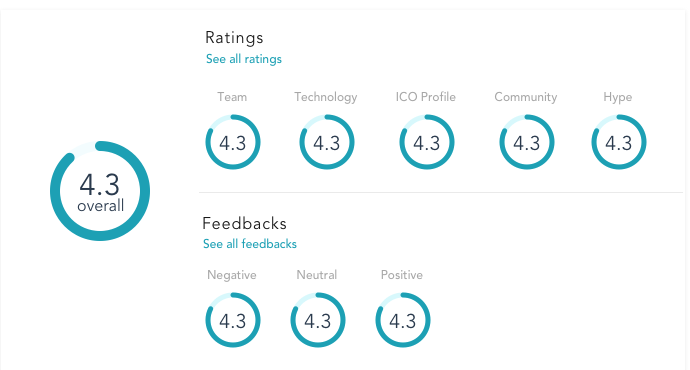 Ratings
See all ratings
Team Technology ICO Profile Community Hype
4.3 4.3 4.3 4.3 4.3
4.3
overall
Feedbacks
See all feedbacks
Negative Neutral Positive
4.3 4.3 4.3